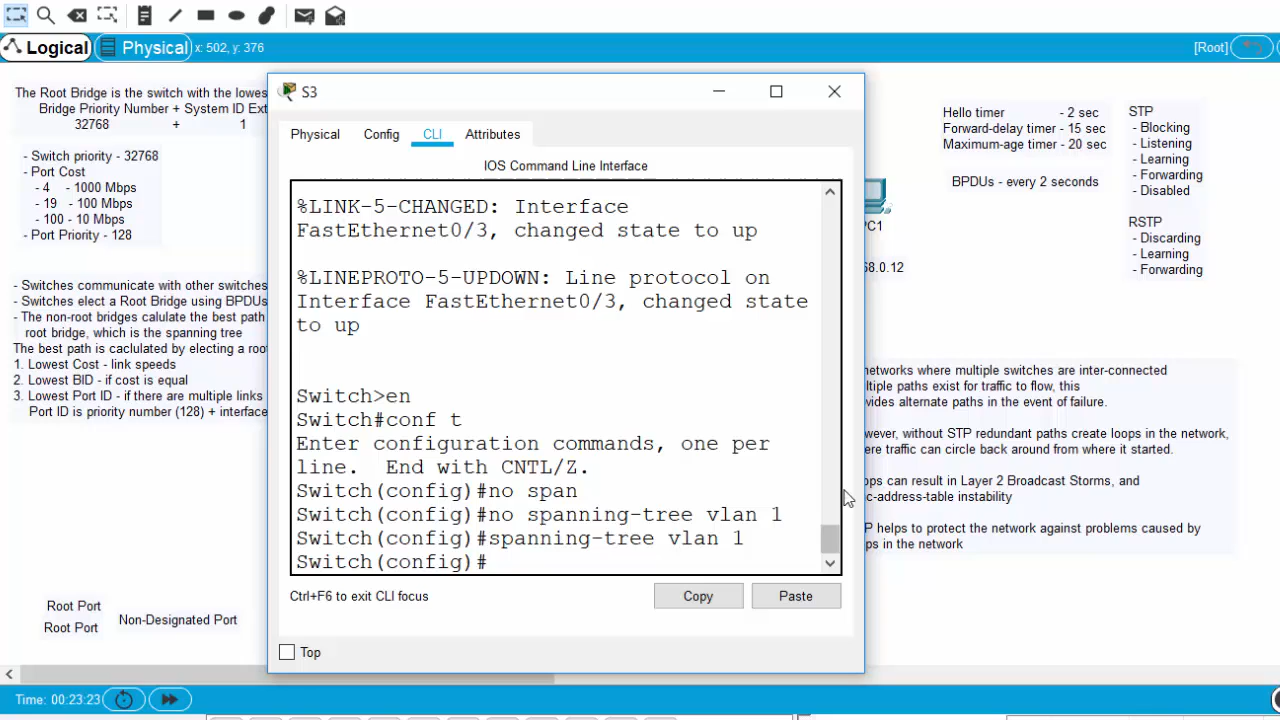 Logical
Physical
x: 502, y: 376
[Root]
The Root Bridge is the switch with the lowes
Bridge Priority Number + System ID Ext
32768 + 1
- Switch priority - 32768
- Port Cost
- 4 - 1000 Mbps
- 19 - 100 Mbps
- 100 - 10 Mbps
- Port Priority - 128
- Switches communicate with other switches
- Switches elect a Root Bridge using BPDUs
- The non-root bridges calulate the best path
root bridge, which is the spanning tree
The best path is caclulated by electing a roo
1. Lowest Cost - link speeds
2. Lowest BID - if cost is equal
3. Lowest Port ID - if there are multiple links
Port ID is priority number (128) + interface
Root Port
Root Port
Non-Designated Port
S3
Physical
Config
CLI
Attributes
IOS Command Line Interface
%LINK-5-CHANGED: Interface
FastEthernet0/3, changed state to up
%LINEPROTO-5-UPDOWN: Line protocol on
Interface FastEthernet0/3, changed state
to up
Switch>en
Switch#conf t
Enter configuration commands, one per
line. End with CNTL/Z.
Switch(config)#no span
Switch(config)#no spanning-tree vlan 1
Switch(config)#spanning-tree vlan 1
Switch(config)#
Ctrl+F6 to exit CLI focus
Copy
Paste
Top
Hello timer - 2 sec
Forward-delay timer - 15 sec
Maximum-age timer - 20 sec
BPDUs - every 2 seconds
STP
- Blocking
- Listening
- Learning
- Forwarding
- Disabled
RSTP
- Discarding
- Learning
- Forwarding
PC1
68.0.12
networks where multiple switches are inter-connected
ltiple paths exist for traffic to flow, this
vides alternate paths in the event of failure.
wever, without STP redundant paths create loops in the network,
ere traffic can circle back around from where it started.
ops can result in Layer 2 Broadcast Storms, and
c-address-table instability
P helps to protect the network against problems caused by
ps in the network
Time: 00:23:23